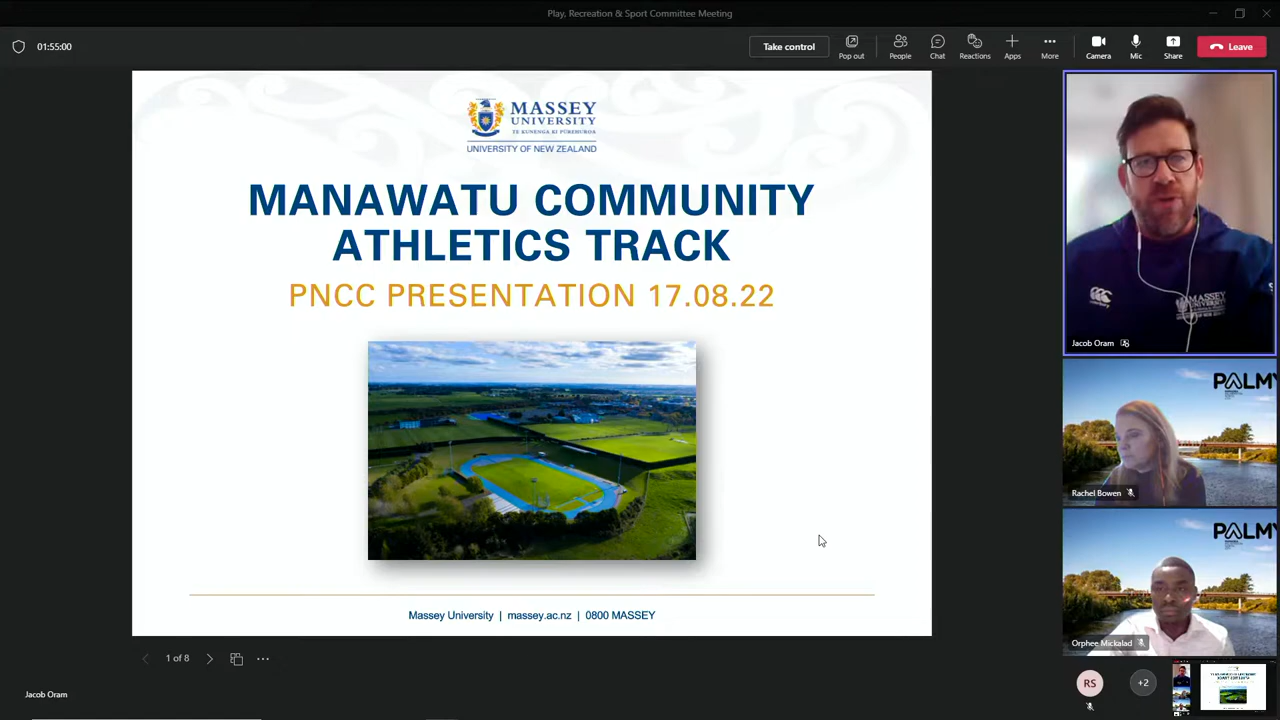 Play, Recreation & Sport Committee Meeting
01:55:00
Take control
Pop out
People
Chat
Reactions
Apps
More
Camera
Mic
Share
Leave
MASSEY
UNIVERSITY
TE KUNENGA KI PŪREHUROA
UNIVERSITY OF NEW ZEALAND
MANAWATU COMMUNITY
ATHLETICS TRACK
PNCC PRESENTATION 17.08.22
Massey University | massey.ac.nz | 0800 MASSEY
1 of 8
Jacob Oram
MASSEY
UNIVERSITY
Jacob Oram
PALMY
Rachel Bowen
PALMY
Orphee Mickalad
RS
+2